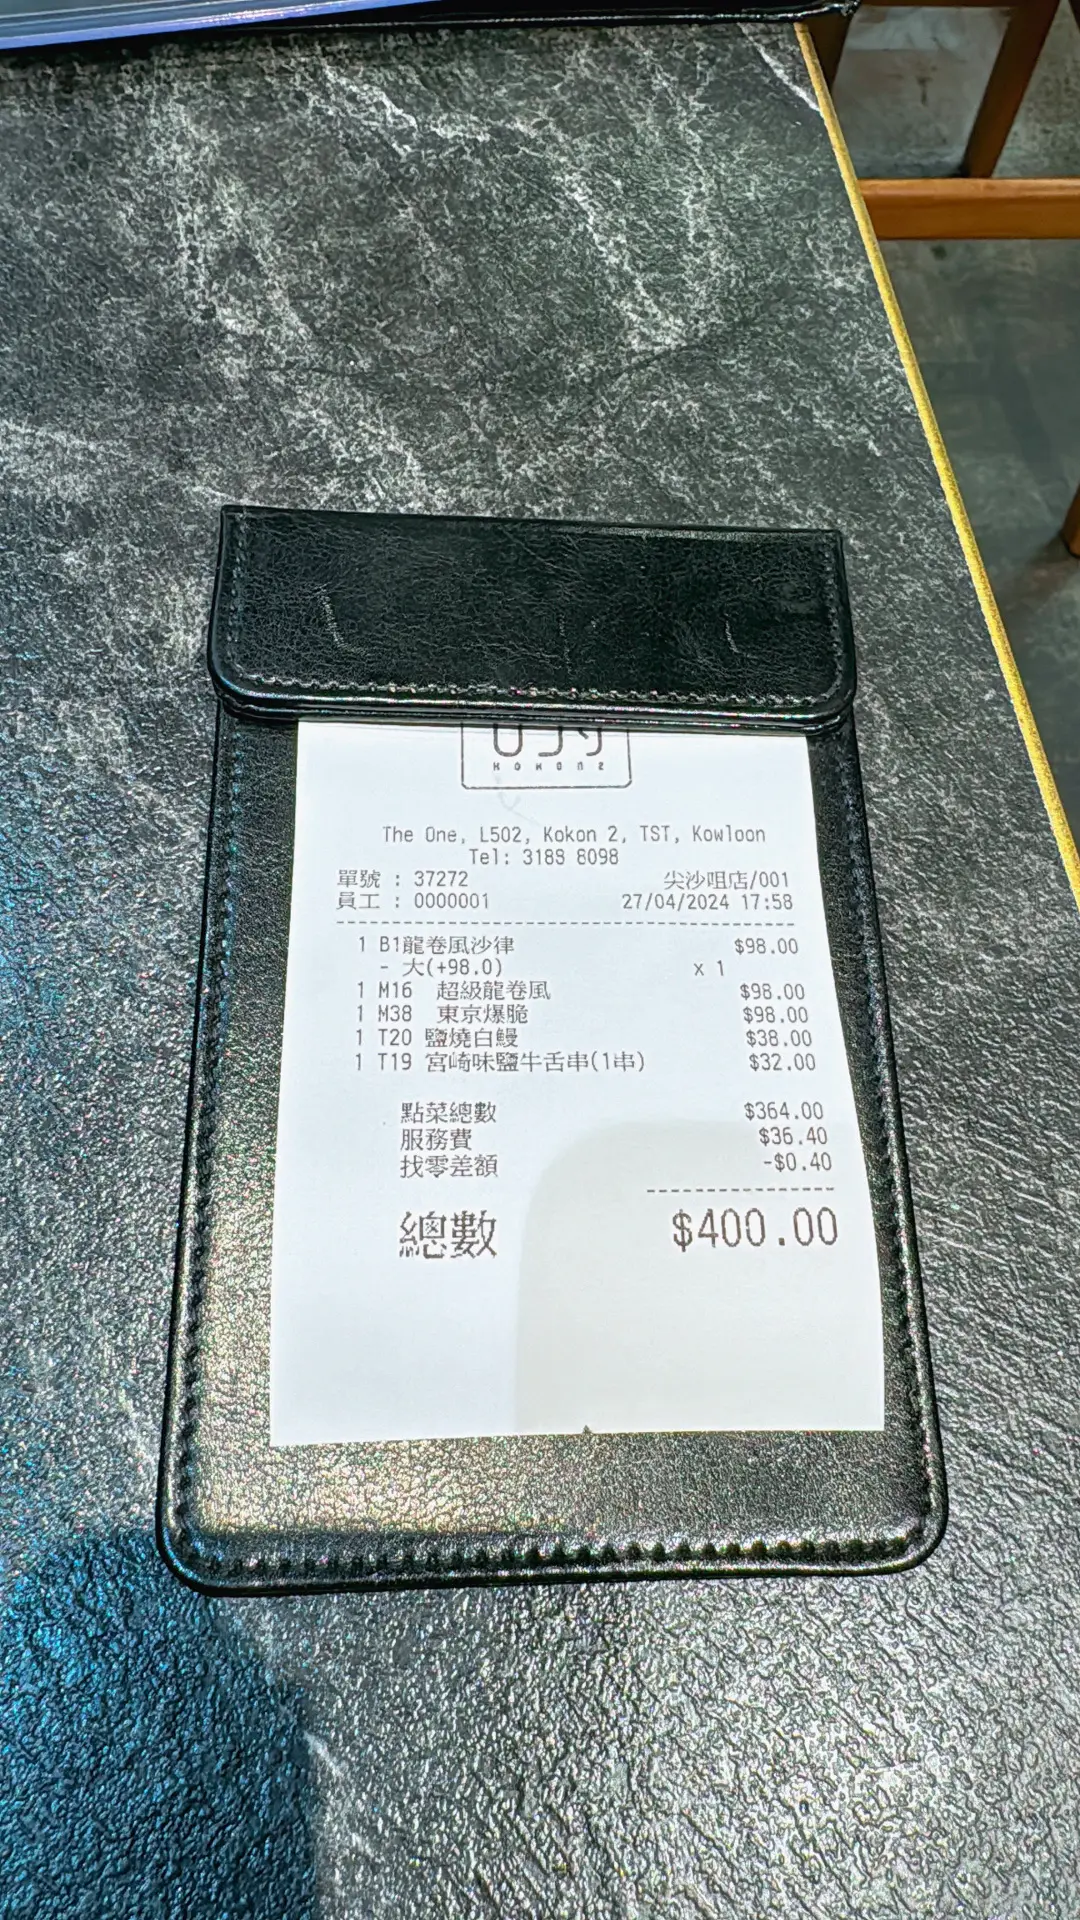 KOKON2
The One, L502, Kokon 2, TST, Kowloon
Tel: 3189 8098
單號 : 37272 尖沙咀店/001
員工 : 0000001 27/04/2024 17:58
1 B1龍卷風沙律 $98.00
- 大(+98.0) x 1
1 M16 超級龍卷風 $98.00
1 M38 東京爆脆 $98.00
1 T20 鹽燒白鰻 $38.00
1 T19 宮崎味鹽牛舌串(1串) $32.00
點菜總數 $364.00
服務費 $36.40
找零差額 -$0.40
總數 $400.00